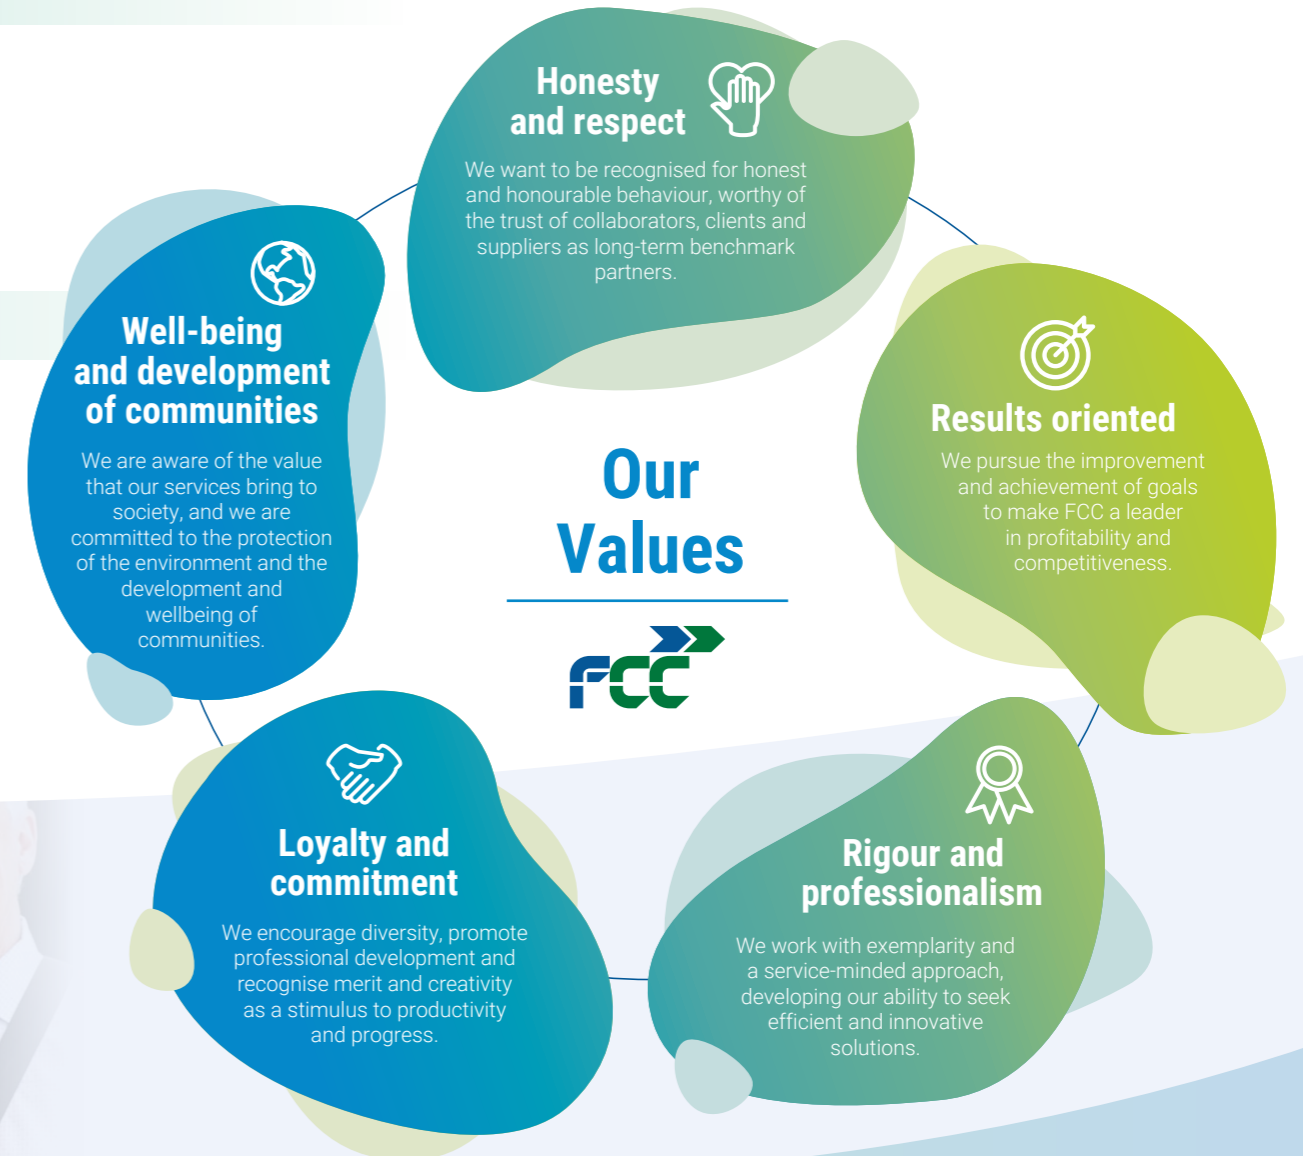 Honesty
and respect
We want to be recognised for honest
and honourable behaviour, worthy of
the trust of collaborators, clients and
suppliers as long-term benchmark
partners.
Results oriented
We pursue the improvement
and achievement of goals
to make FCC a leader
in profitability and
competitiveness.
Rigour and
professionalism
We work with exemplarity and
a service-minded approach,
developing our ability to seek
efficient and innovative
solutions.
Loyalty and
commitment
We encourage diversity, promote
professional development and
recognise merit and creativity
as a stimulus to productivity
and progress.
Well-being
and development
of communities
We are aware of the value
that our services bring to
society, and we are
committed to the protection
of the environment and the
development and
wellbeing of
communities.
Our
Values
FCC